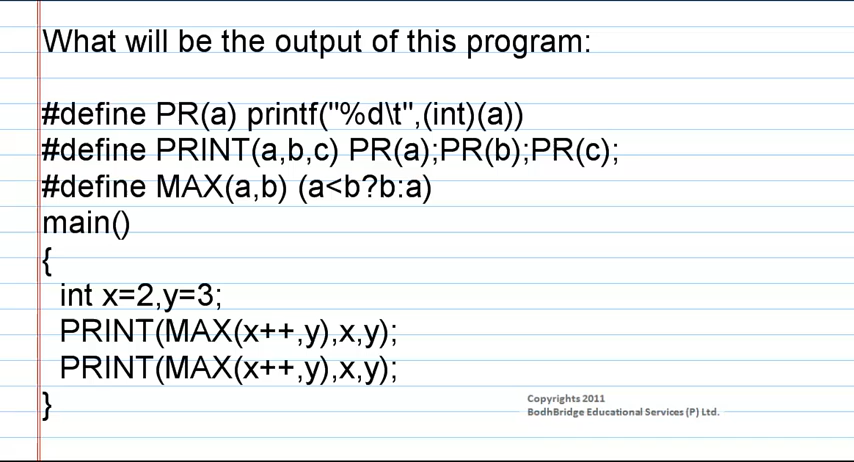 What will be the output of this program:
#define PR(a) printf("%d\t",(int)(a))
#define PRINT(a,b,c) PR(a);PR(b);PR(c);
#define MAX(a,b) (a<b?b:a)
main()
{
int x=2,y=3;
PRINT(MAX(x++,y),x,y);
PRINT(MAX(x++,y),x,y);
}
Copyrights 2011
BodhBridge Educational Services (P) Ltd.